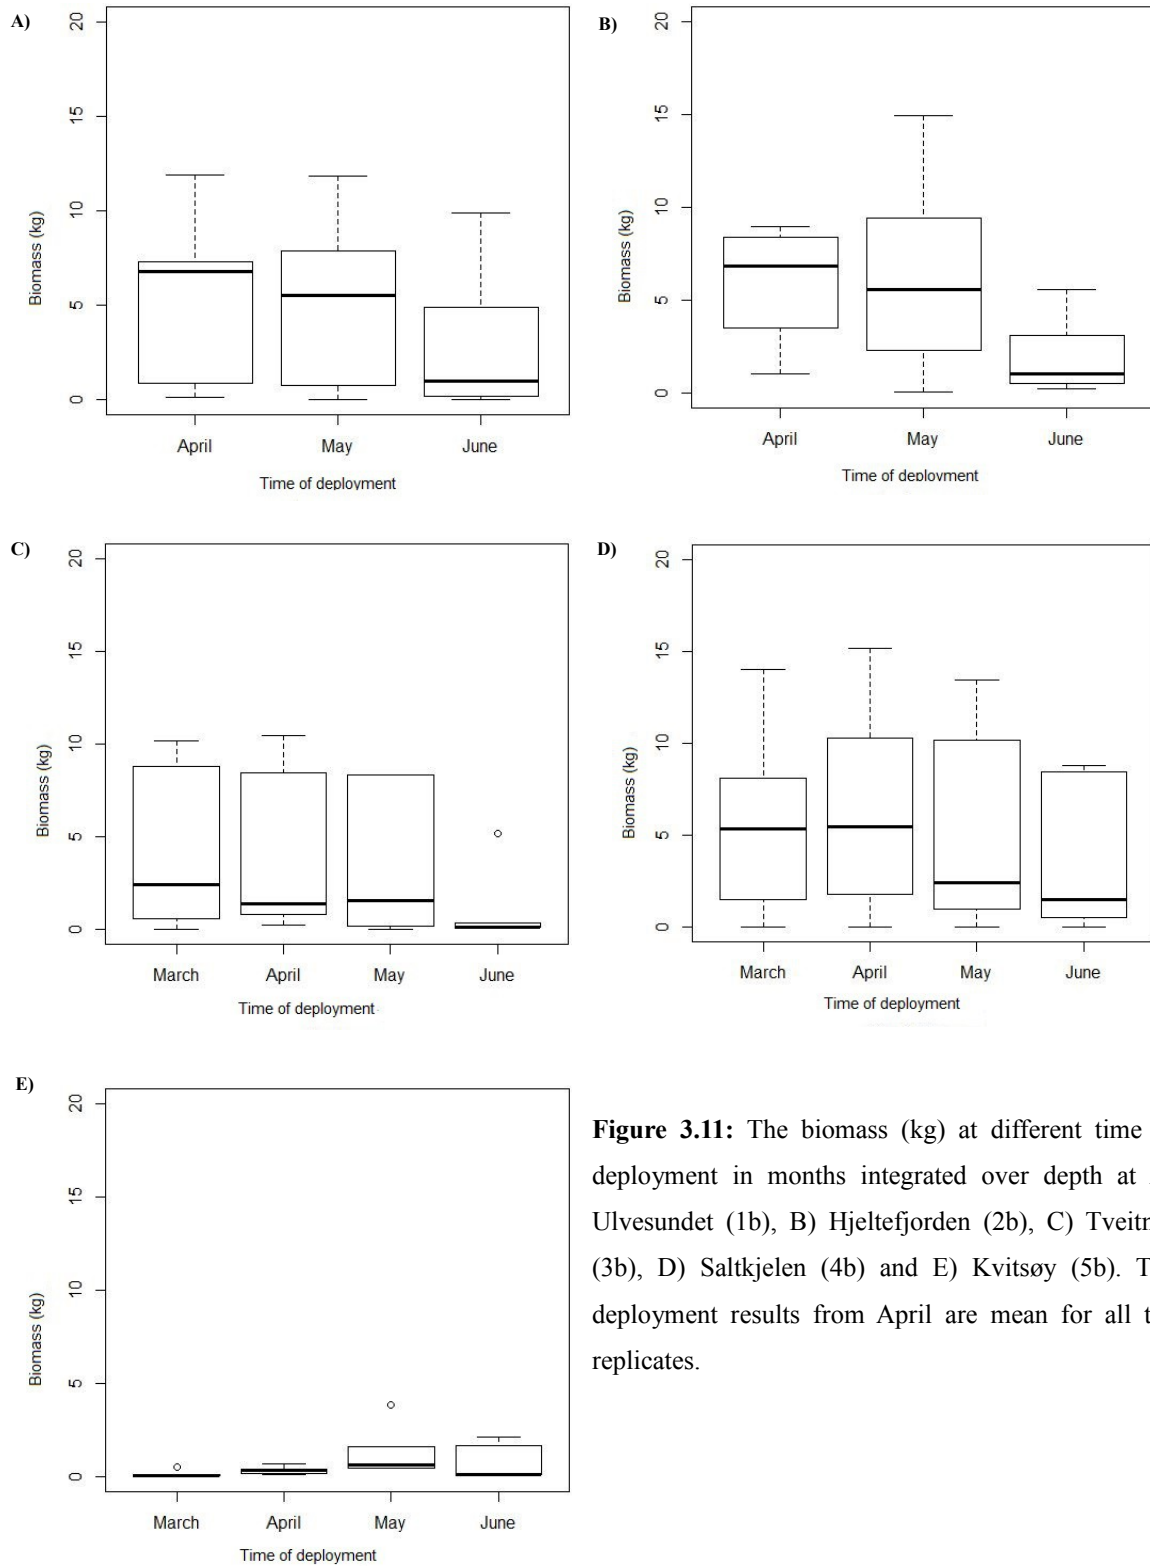 A)
20
15
10
5
0
Biomass (kg)
April May June
Time of deployment
B)
20
15
10
5
0
Biomass (kg)
April May June
Time of deployment
C)
20
15
10
5
0
Biomass (kg)
March April May June
Time of deployment
D)
20
15
10
5
0
Biomass (kg)
March April May June
Time of deployment
E)
20
15
10
5
0
Biomass (kg)
March April May June
Time of deployment
Figure 3.11: The biomass (kg) at different time
deployment in months integrated over depth at
Ulvesundet (1b), B) Hjeltefjorden (2b), C)
(3b), D) Saltkjelen (4b) and E) Kvitsøy (5b).
deployment results from April are mean for all
replicates.